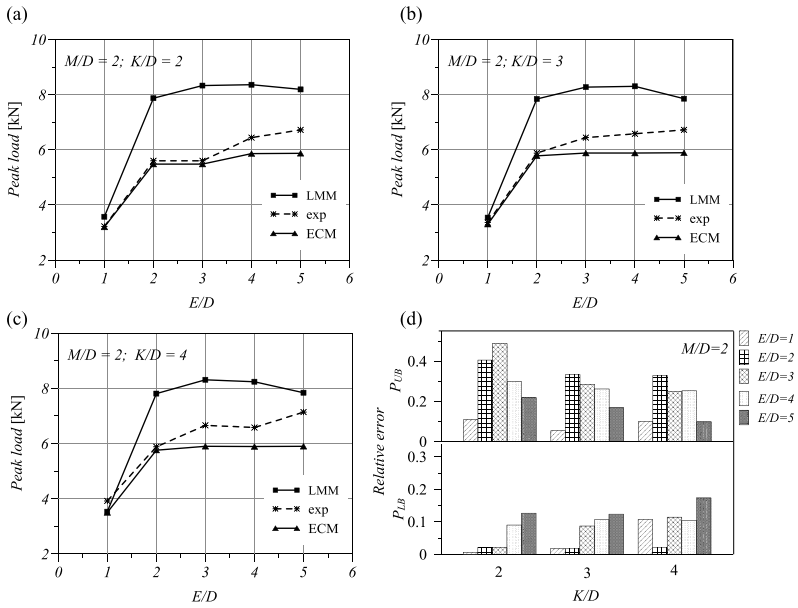 (a)
M/D = 2; K/D = 2
Peak load [kN]
10
8
6
4
2
0 1 2 3 4 5 6
E/D
LMM
exp
ECM
(b)
M/D = 2; K/D = 3
Peak load [kN]
10
8
6
4
2
0 1 2 3 4 5 6
E/D
LMM
exp
ECM
(c)
M/D = 2; K/D = 4
Peak load [kN]
10
8
6
4
2
0 1 2 3 4 5 6
E/D
LMM
exp
ECM
(d)
M/D=2
Relative error
P_UB
0.4
0.2
0
P_LB
0.3
0.2
0.1
0
2 3 4
K/D
E/D=1
E/D=2
E/D=3
E/D=4
E/D=5